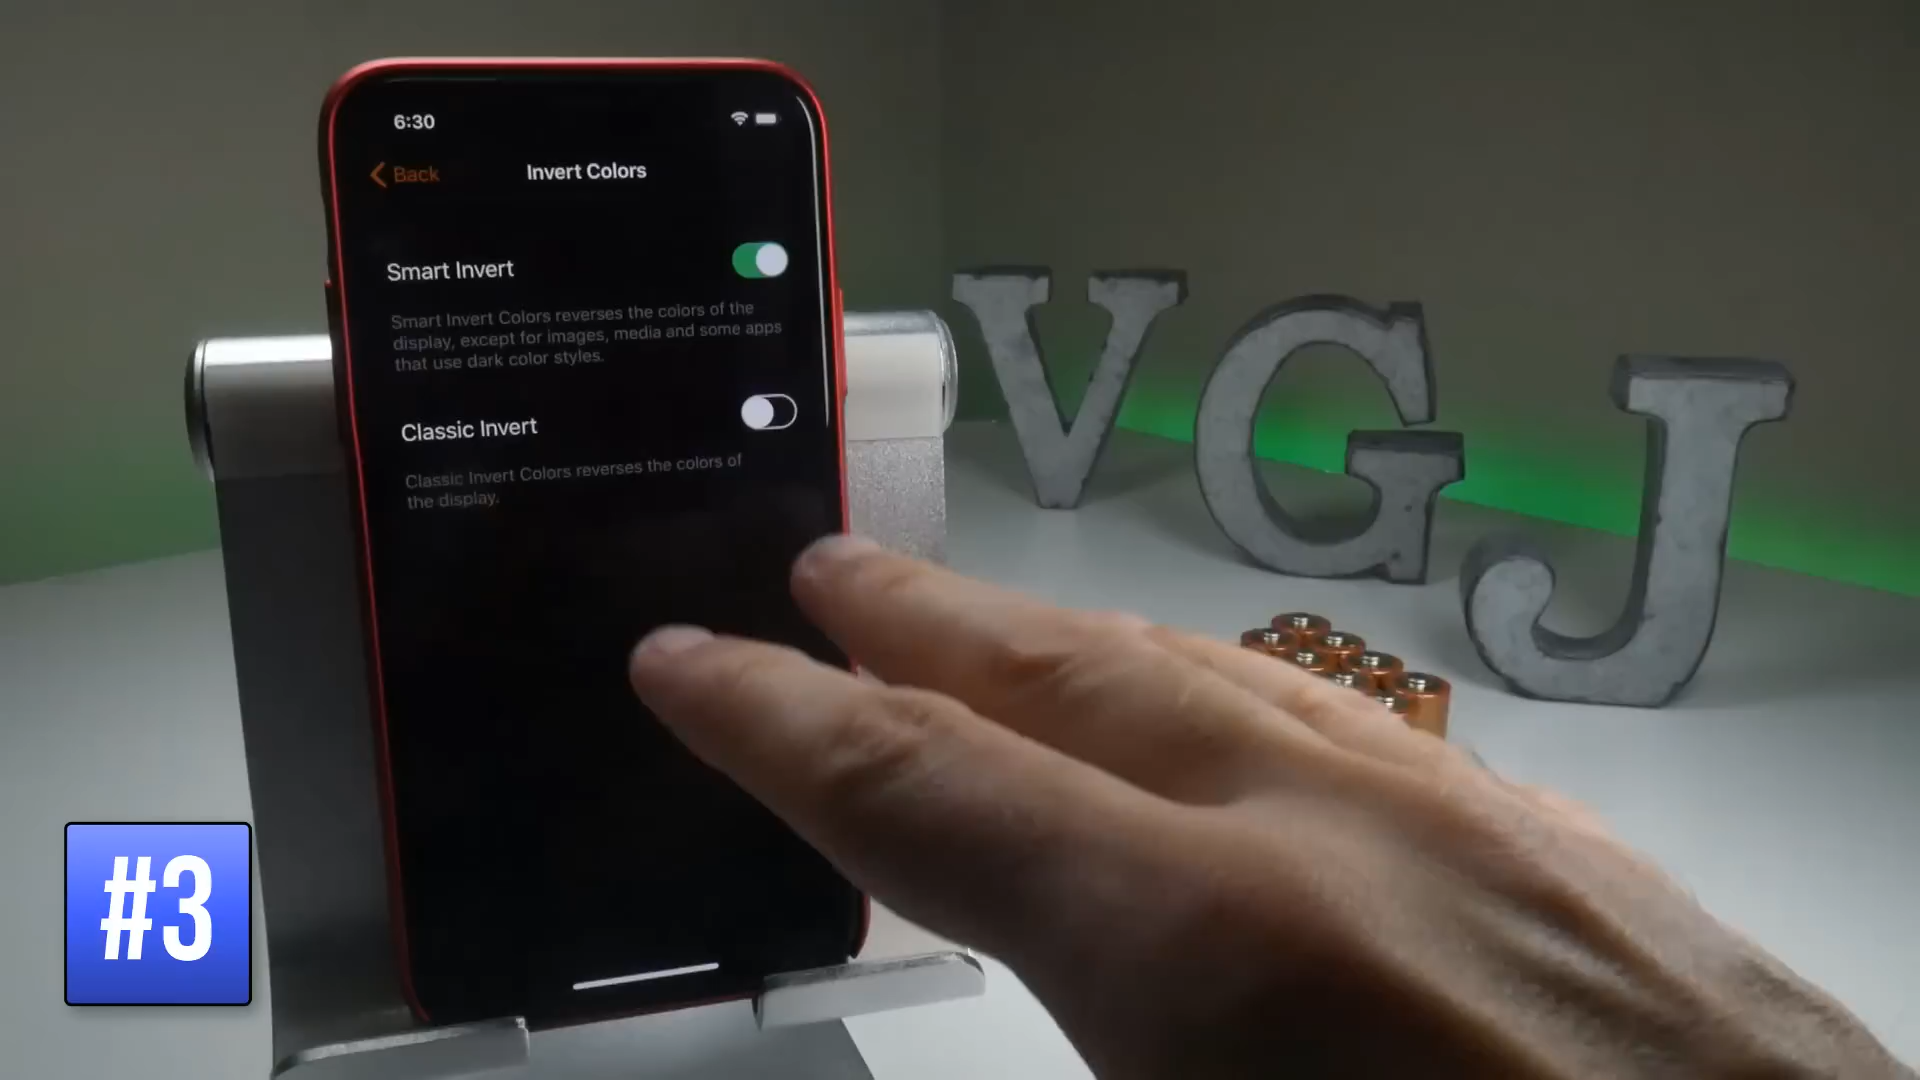 6:30
Back
Invert Colors
Smart Invert
Smart Invert Colors reverses the colors of the
display, except for images, media and some apps
that use dark color styles.
Classic Invert
Classic Invert Colors reverses the colors of
the display.
VGJ
#3